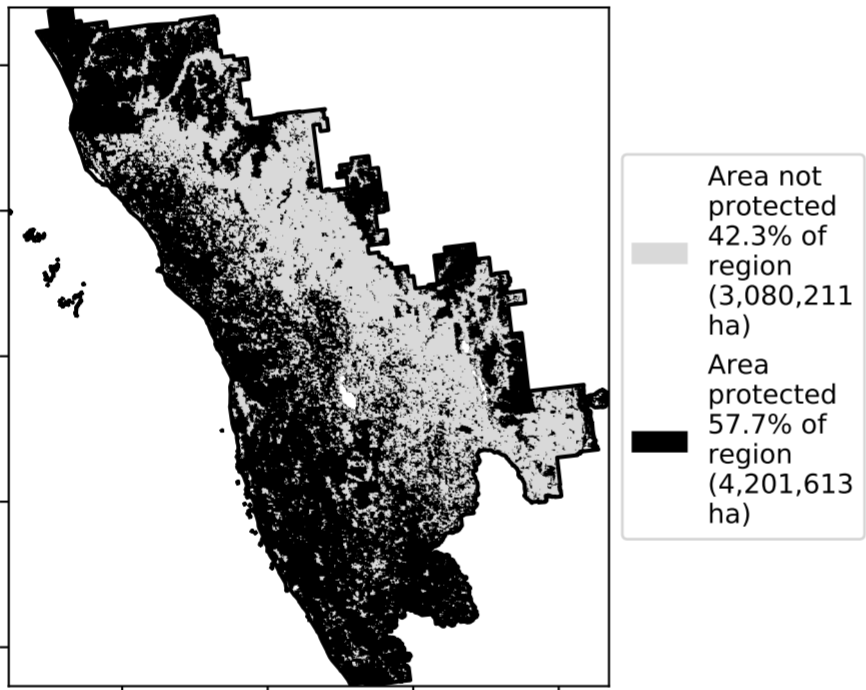 Area not
protected
42.3% of
region
(3,080,211
ha)
Area
protected
57.7% of
region
(4,201,613
ha)